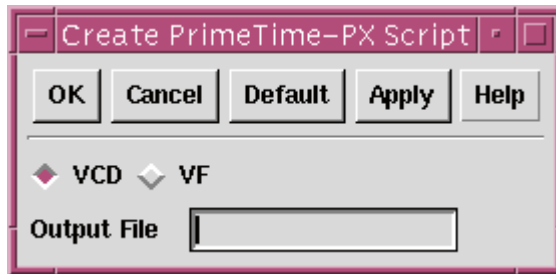 Create PrimeTime-PX Script
OK Cancel Default Apply Help
VCD VF
Output File